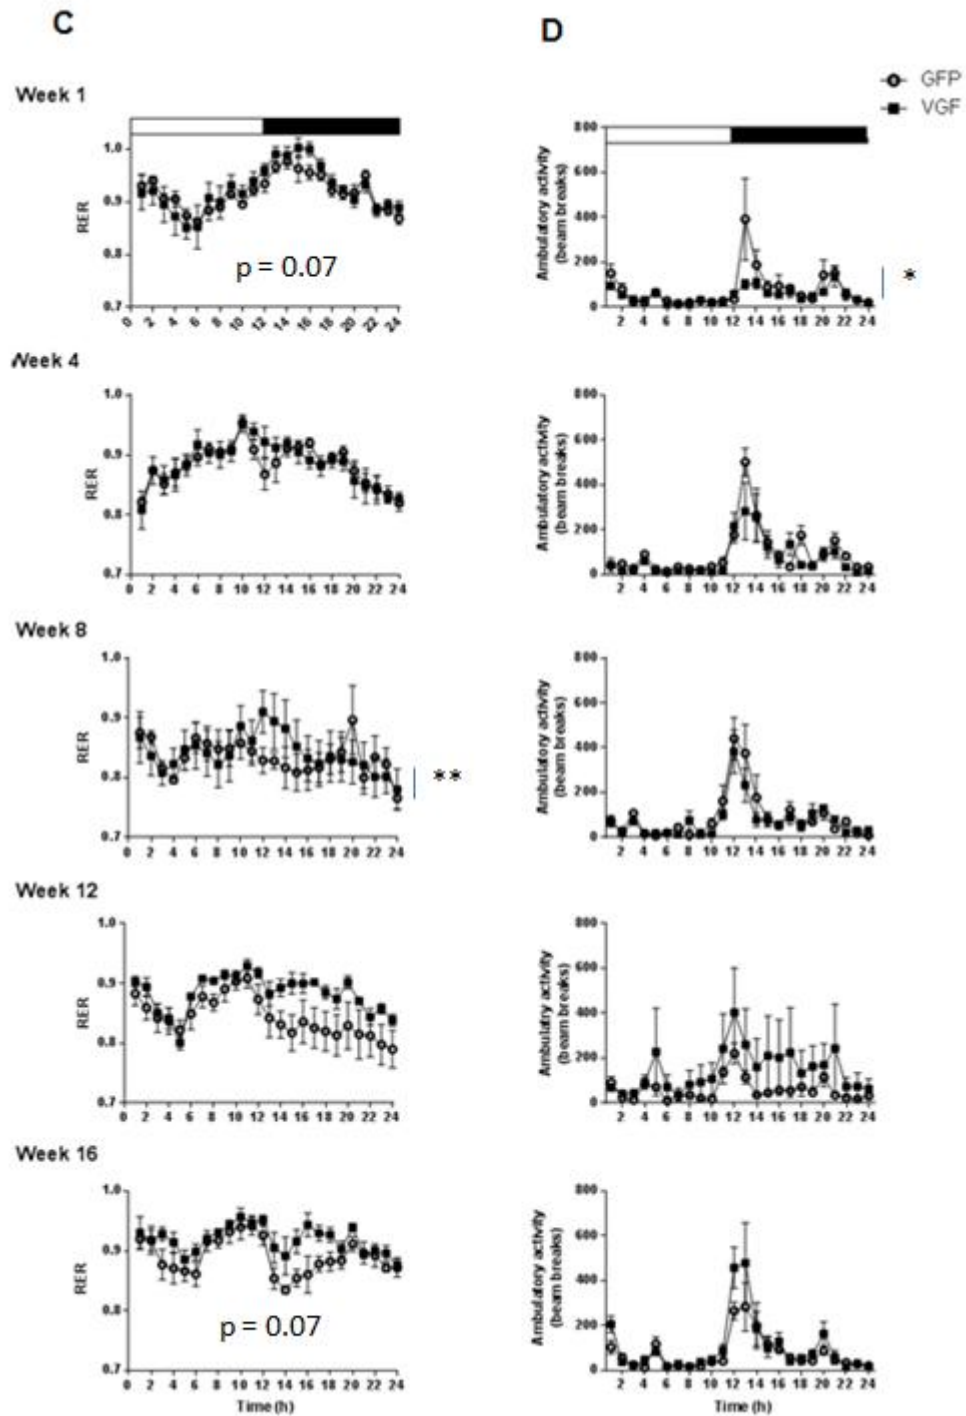 C
D
GFP
VGF
Week 1
1.0
0.9
0.8
0.7
RER
p = 0.07
0 2 4 6 8 10 12 14 16 18 20 22 24
800
600
400
200
0
Ambulatory activity
(beam breaks)
*
2 4 6 8 10 12 14 16 18 20 22 24
Week 4
1.0
0.9
0.8
0.7
RER
0 2 4 6 8 10 12 14 16 18 20 22 24
800
600
400
200
0
Ambulatory activity
(beam breaks)
2 4 6 8 10 12 14 16 18 20 22 24
Week 8
1.0
0.9
0.8
0.7
RER
**
0 2 4 6 8 10 12 14 16 18 20 22 24
800
600
400
200
0
Ambulatory activity
(beam breaks)
2 4 6 8 10 12 14 16 18 20 22 24
Week 12
1.0
0.9
0.8
0.7
RER
0 2 4 6 8 10 12 14 16 18 20 22 24
800
600
400
200
0
Ambulatry activity
(beam breaks)
2 4 6 8 10 12 14 16 18 20 22 24
Week 16
1.0
0.9
0.8
0.7
RER
p = 0.07
0 2 4 6 8 10 12 14 16 18 20 22 24
Time (h)
800
600
400
200
0
Ambulatory activity
(beam breaks)
2 4 6 8 10 12 14 16 18 20 22 24
Time (h)